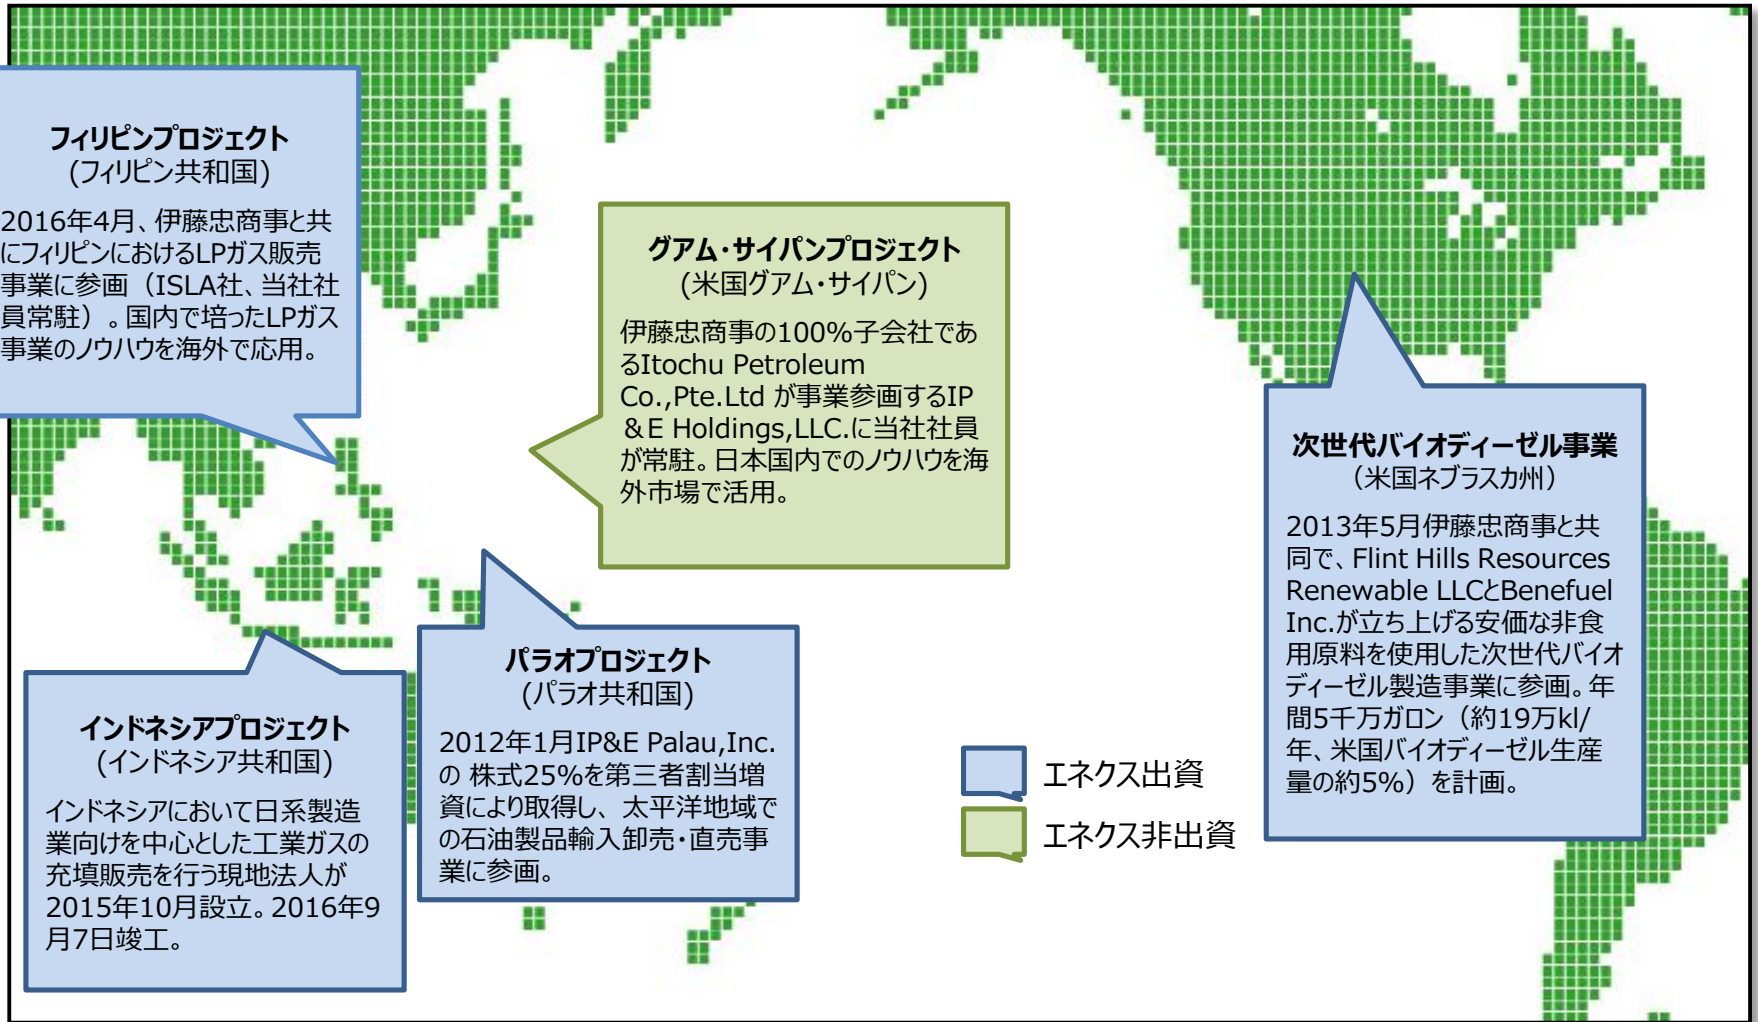 フィリピンプロジェクト
(フィリピン共和国)
2016年4月、伊藤忠商事と共
にフィリピンにおけるLPガス販売
事業に参画（ISLA社、当社社
員常駐）。国内で培ったLPガス
事業のノウハウを海外で応用。
グアム・サイパンプロジェクト
(米国グアム・サイパン)
伊藤忠商事の100%子会社であ
るItochu Petroleum
Co.,Pte.Ltd が事業参画するIP
＆E Holdings,LLC.に当社社員
が常駐。日本国内でのノウハウを海
外市場で活用。
次世代バイオディーゼル事業
（米国ネブラスカ州）
2013年5月伊藤忠商事と共
同で、Flint Hills Resources
Renewable LLCとBenefuel
Inc.が立ち上げる安価な非食
用原料を使用した次世代バイオ
ディーゼル製造事業に参画。年
間5千万ガロン（約19万kl/
年、米国バイオディーゼル生産
量の約5%）を計画。
パラオプロジェクト
(パラオ共和国)
2012年1月IP&E Palau,Inc.
の 株式25%を第三者割当増
資により取得し、太平洋地域で
の石油製品輸入卸売・直売事
業に参画。
インドネシアプロジェクト
(インドネシア共和国)
インドネシアにおいて日系製造
業向けを中心とした工業ガスの
充填販売を行う現地法人が
2015年10月設立。2016年9
月7日竣工。
エネクス出資
エネクス非出資